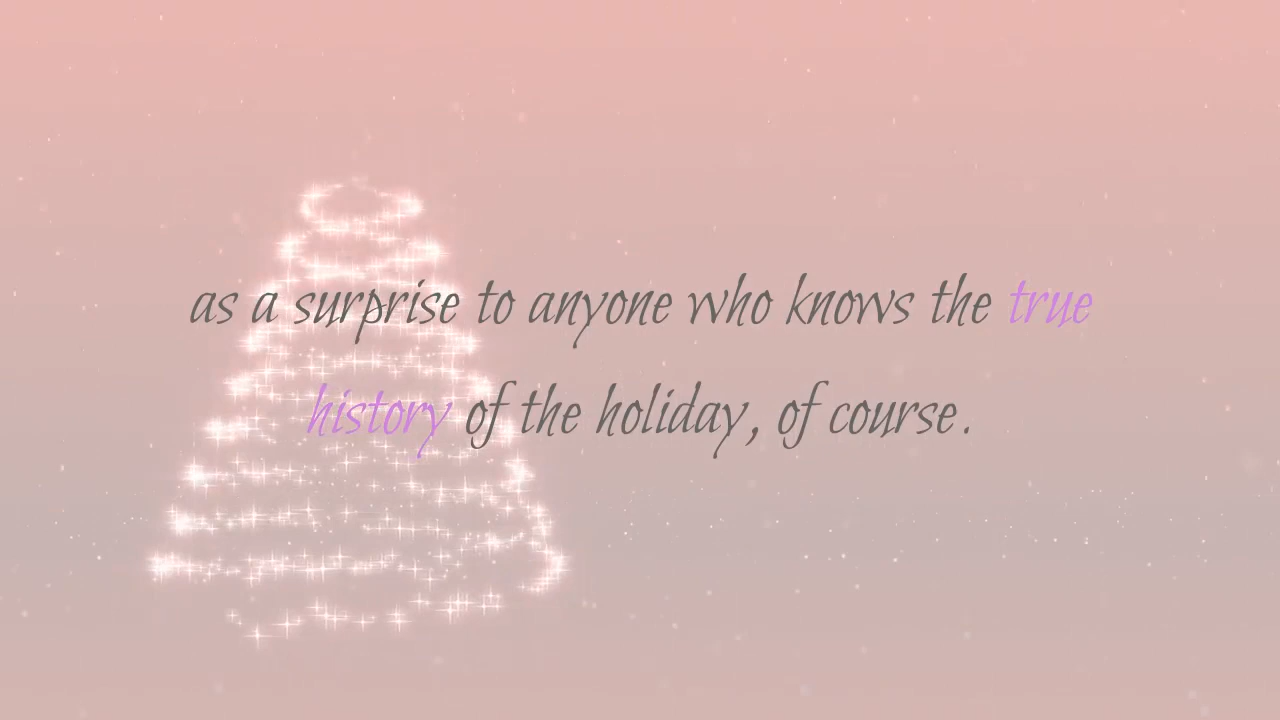 as a surprise to anyone who knows the true
history of the holiday, of course.